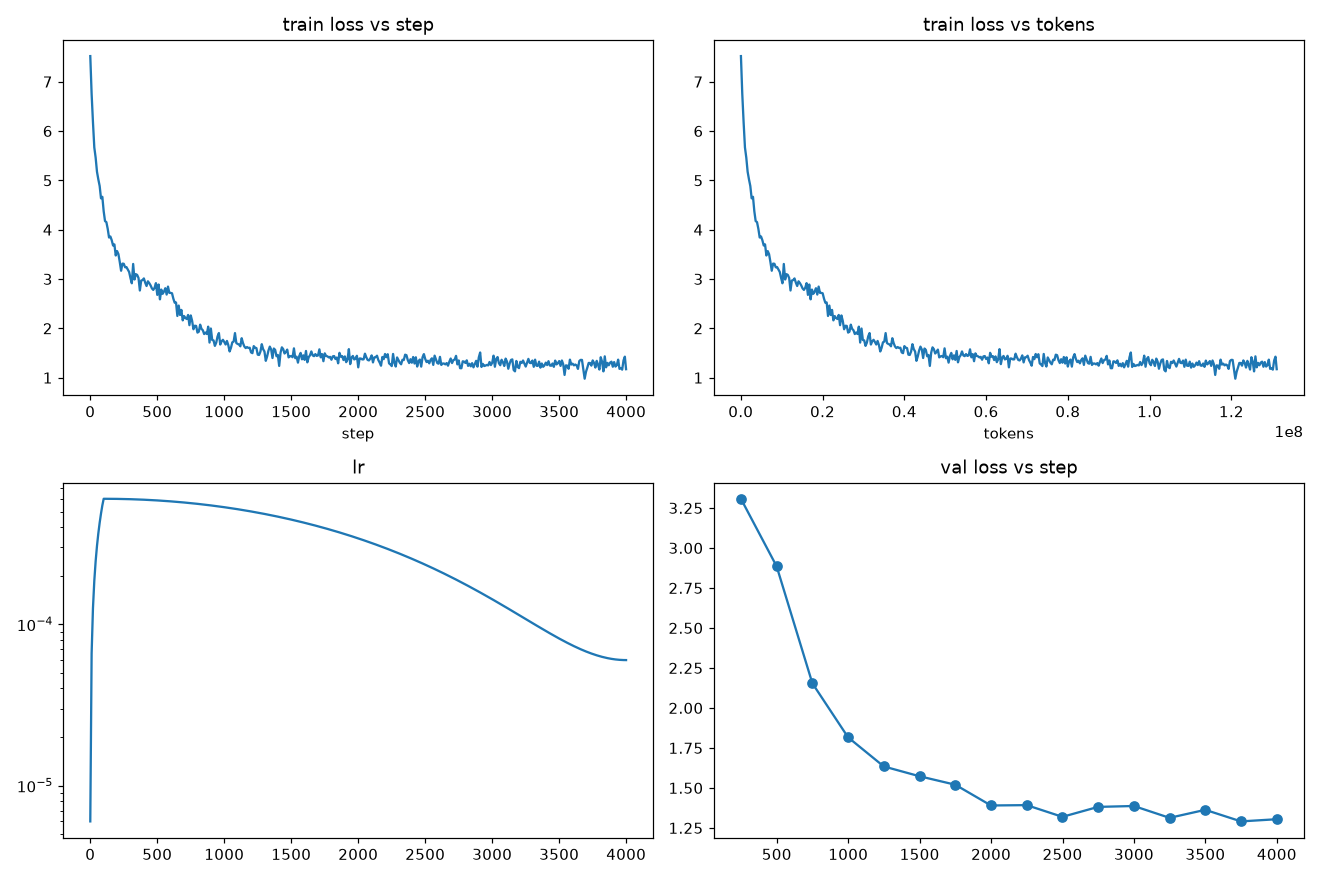 train loss vs step
7
6
5
4
3
2
1
0 500 1000 1500 2000 2500 3000 3500 4000
step
train loss vs tokens
7
6
5
4
3
2
1
0.0 0.2 0.4 0.6 0.8 1.0 1.2
1e8
tokens
lr
10⁻⁴
10⁻⁵
0 500 1000 1500 2000 2500 3000 3500 4000
val loss vs step
3.25
3.00
2.75
2.50
2.25
2.00
1.75
1.50
1.25
500 1000 1500 2000 2500 3000 3500 4000